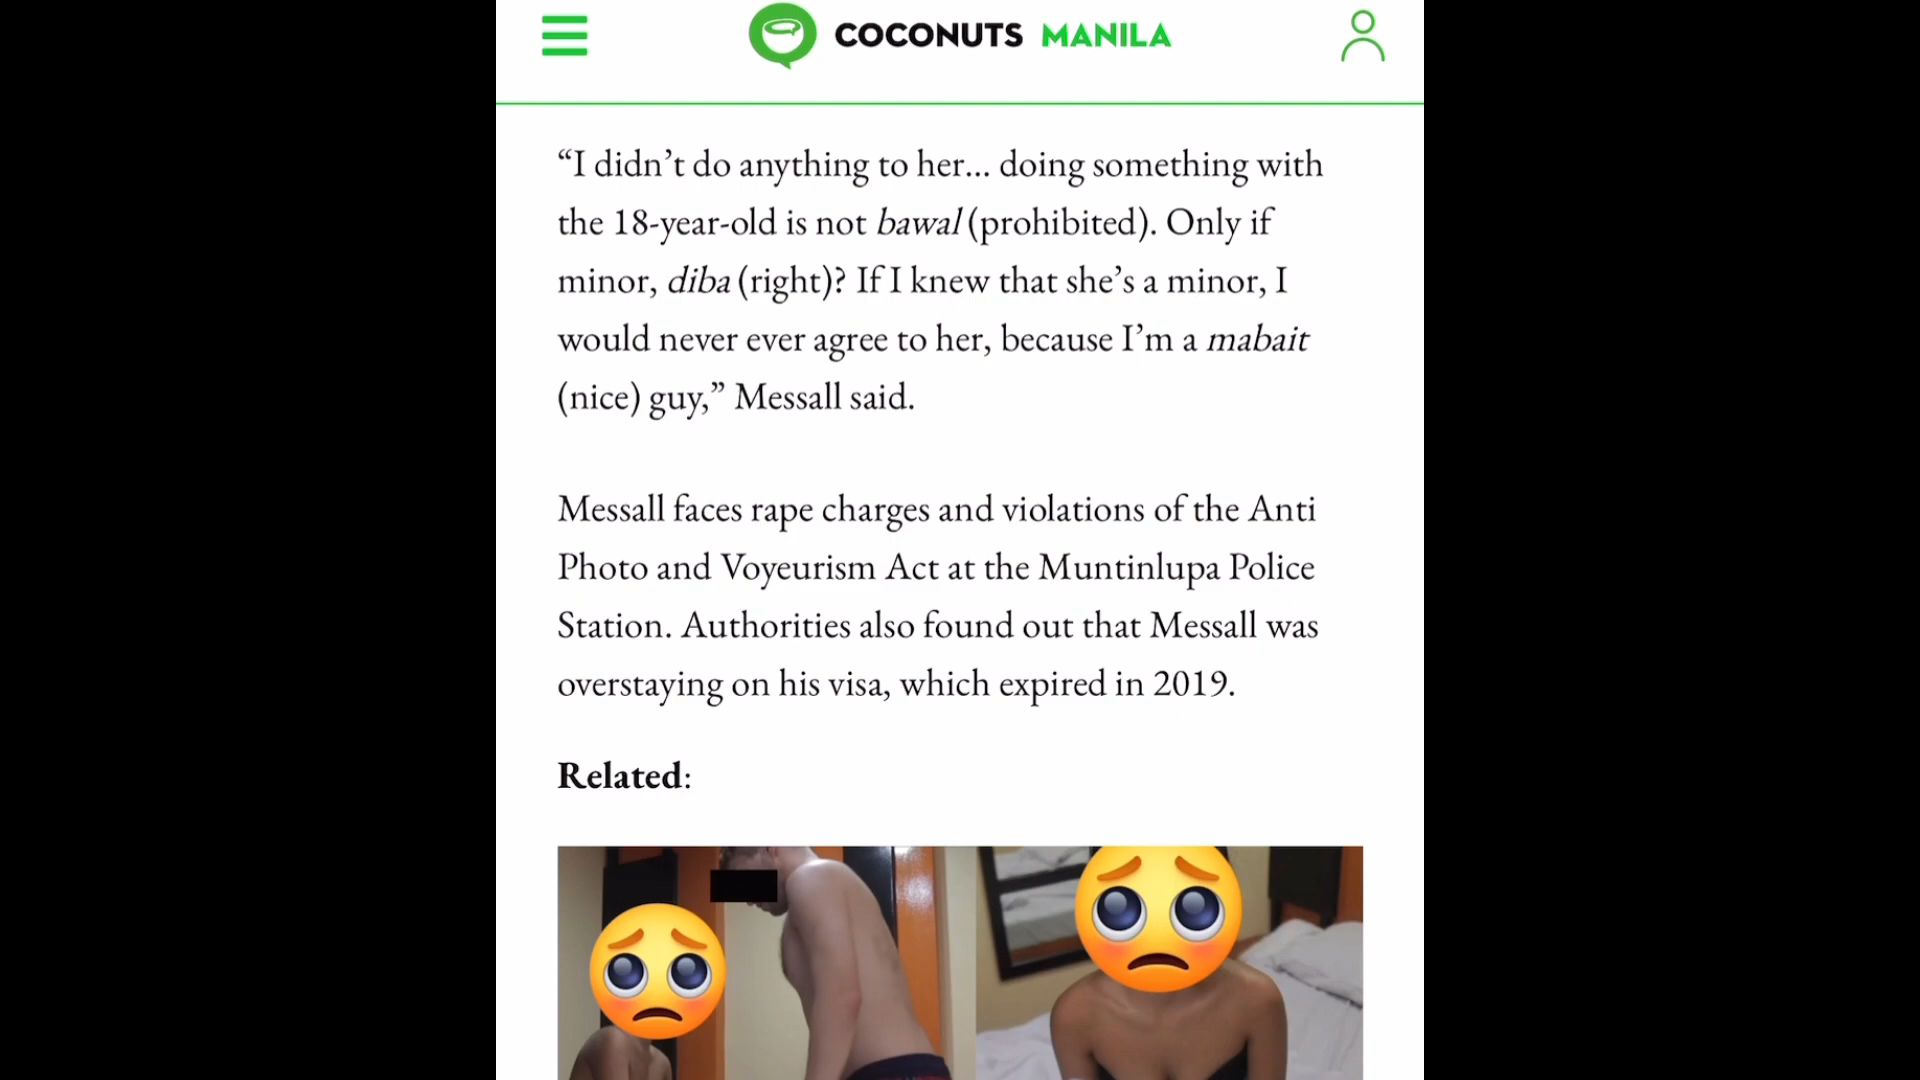 COCONUTS MANILA
“I didn’t do anything to her... doing something with
the 18-year-old is not bawal (prohibited). Only if
minor, diba (right)? If I knew that she’s a minor, I
would never ever agree to her, because I’m a mabait
(nice) guy,” Messall said.
Messall faces rape charges and violations of the Anti
Photo and Voyeurism Act at the Muntinlupa Police
Station. Authorities also found out that Messall was
overstaying on his visa, which expired in 2019.
Related: